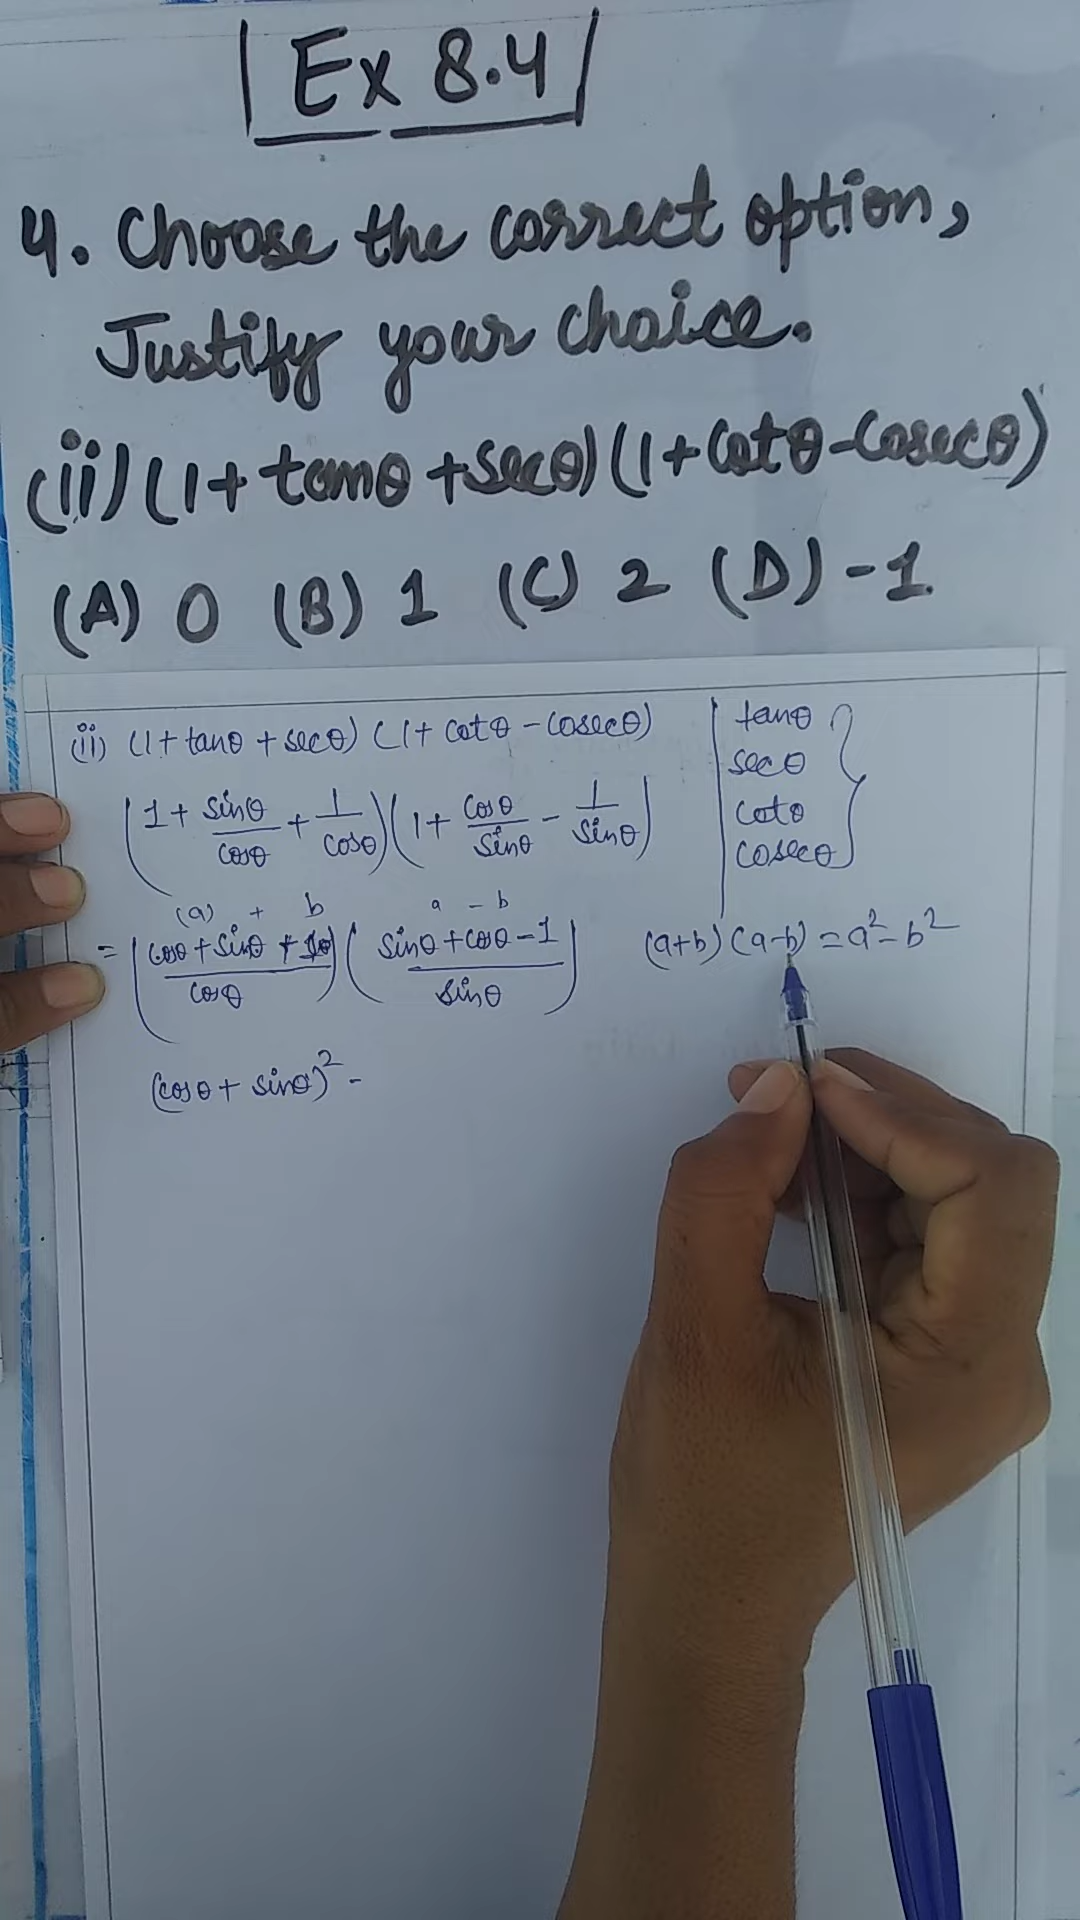 Ex 8.4
4. Choose the correct option,
Justify your choice.
(ii) (1 + tanθ + secθ) (1 + cotθ - cosecθ)
(A) 0 (B) 1 (C) 2 (D) -1
(ii) (1 + tanθ + secθ) (1 + cotθ - cosecθ)
(1 + sinθ/cosθ + 1/cosθ) (1 + cosθ/sinθ - 1/sinθ)
(a) + b a - b
= (cosθ + sinθ + 1/cosθ) (sinθ + cosθ - 1/sinθ)
(cosθ + sinθ)² -
tanθ
secθ
cotθ
cosecθ
(a+b) (a-b) = a² - b²